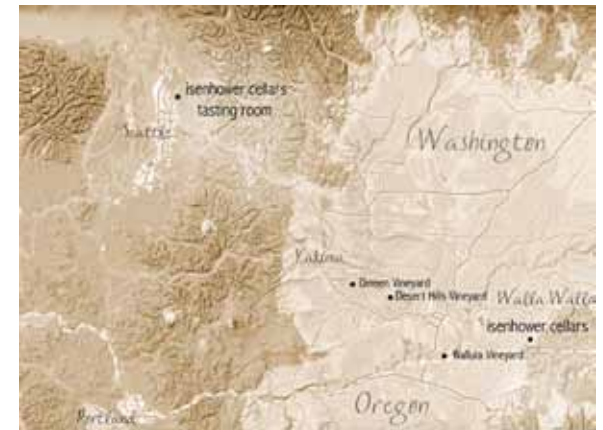 isenhower cellars
tasting room
Seattle
Washington
Yakima
Dineen Vineyard
Desert Hills Vineyard
Walla Walla
isenhower cellars
Wallula Vineyard
Oregon
Portland